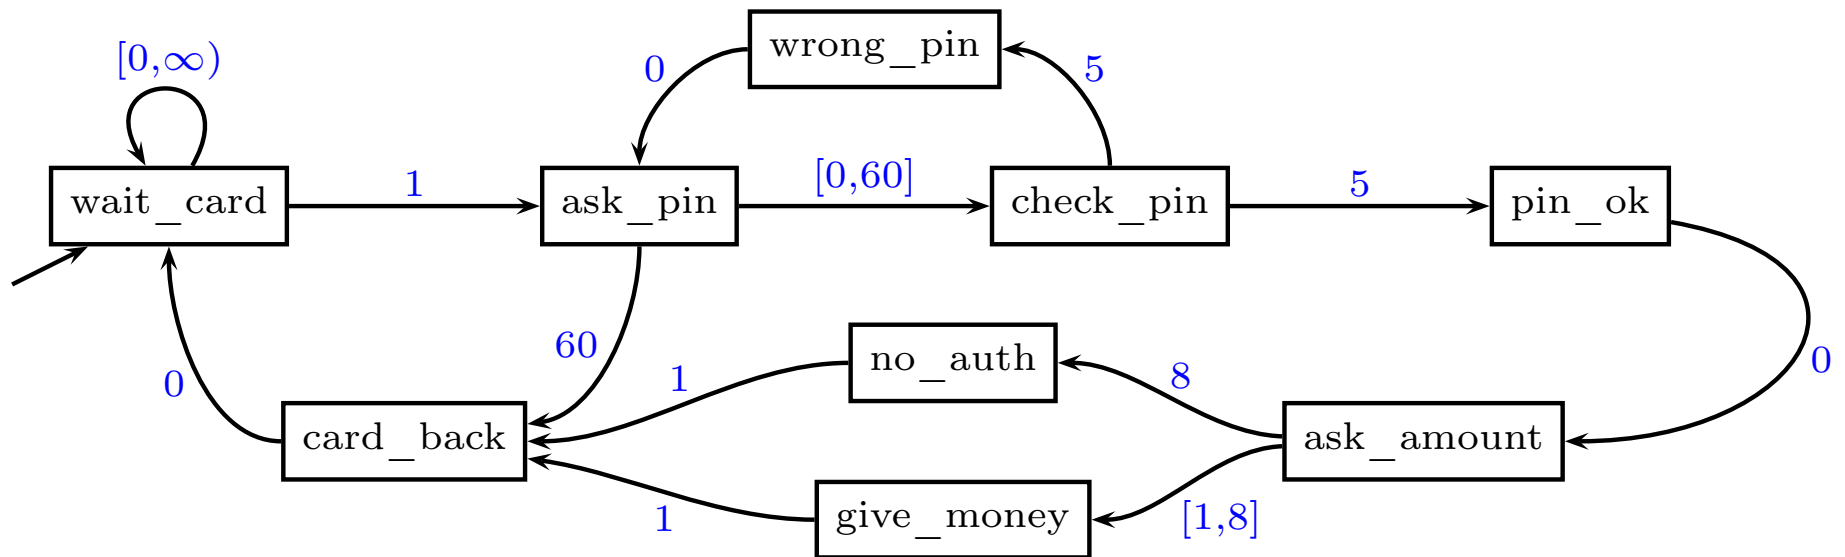 wrong_pin
[0,∞)
0
5
wait_card
1
ask_pin
[0,60]
check_pin
5
pin_ok
60
no_auth
1
8
0
0
card_back
ask_amount
give_money
1
[1,8]